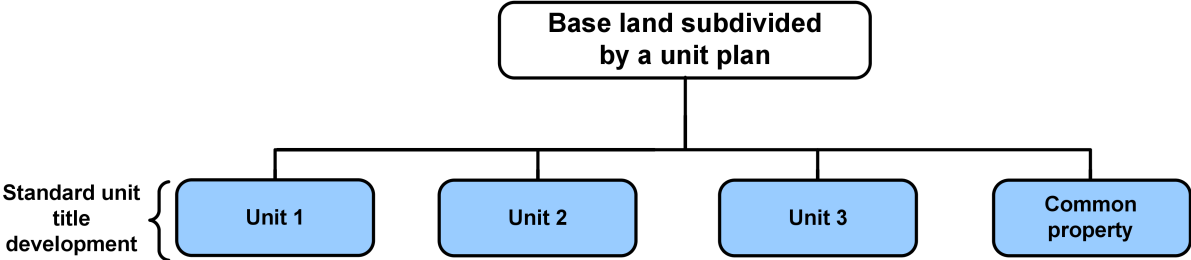 Base land subdivided
by a unit plan
Standard unit
title
development
Unit 1
Unit 2
Unit 3
Common
property